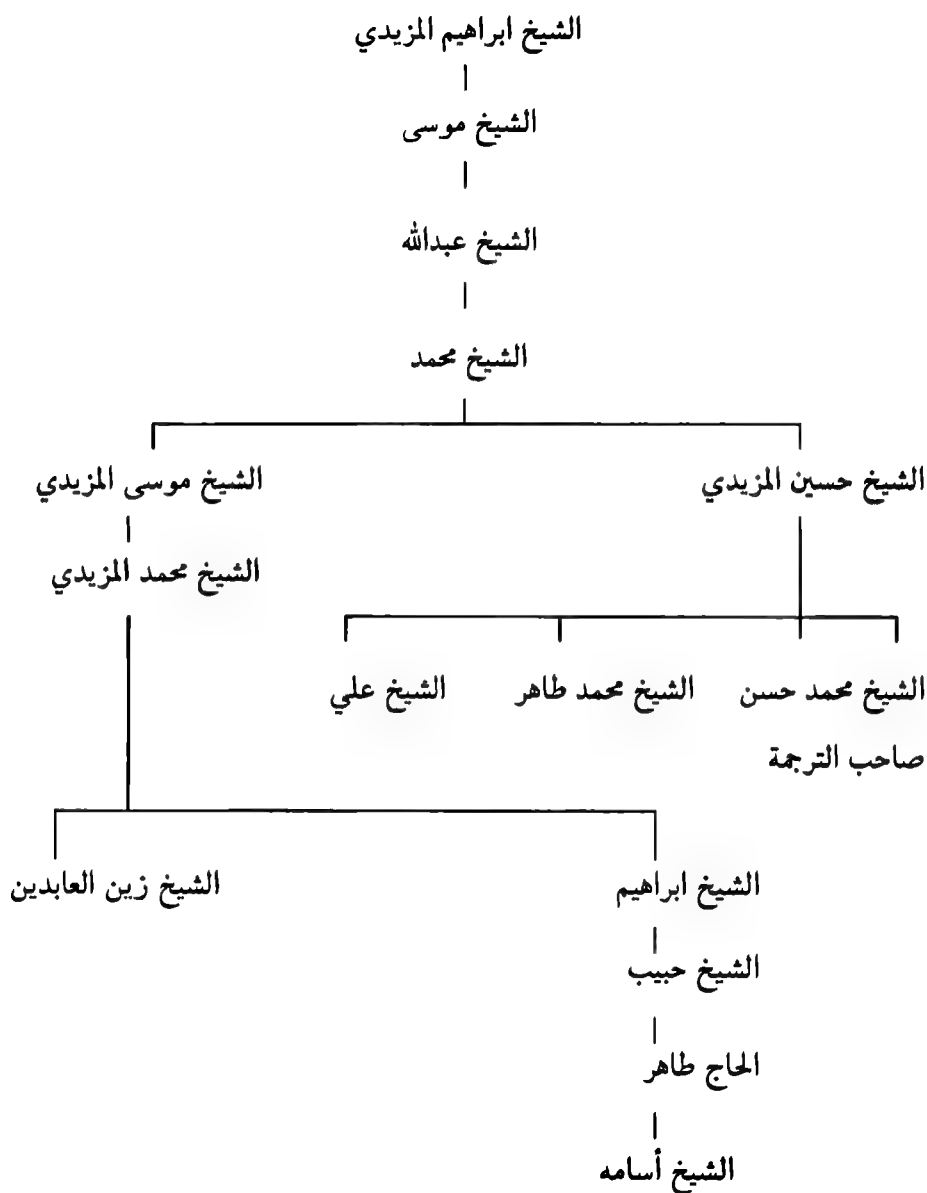 الشيخ ابراهيم المزيدي
الشيخ موسى
الشيخ عبدالله
الشيخ محمد
الشيخ حسين المزيدي الشيخ موسى المزيدي
الشيخ محمد المزيدي
الشيخ محمد حسن الشيخ محمد طاهر الشيخ علي
صاحب الترجمة
الشيخ ابراهيم الشيخ زين العابدين
الشيخ حبيب
الحاج طاهر
الشيخ أسامه